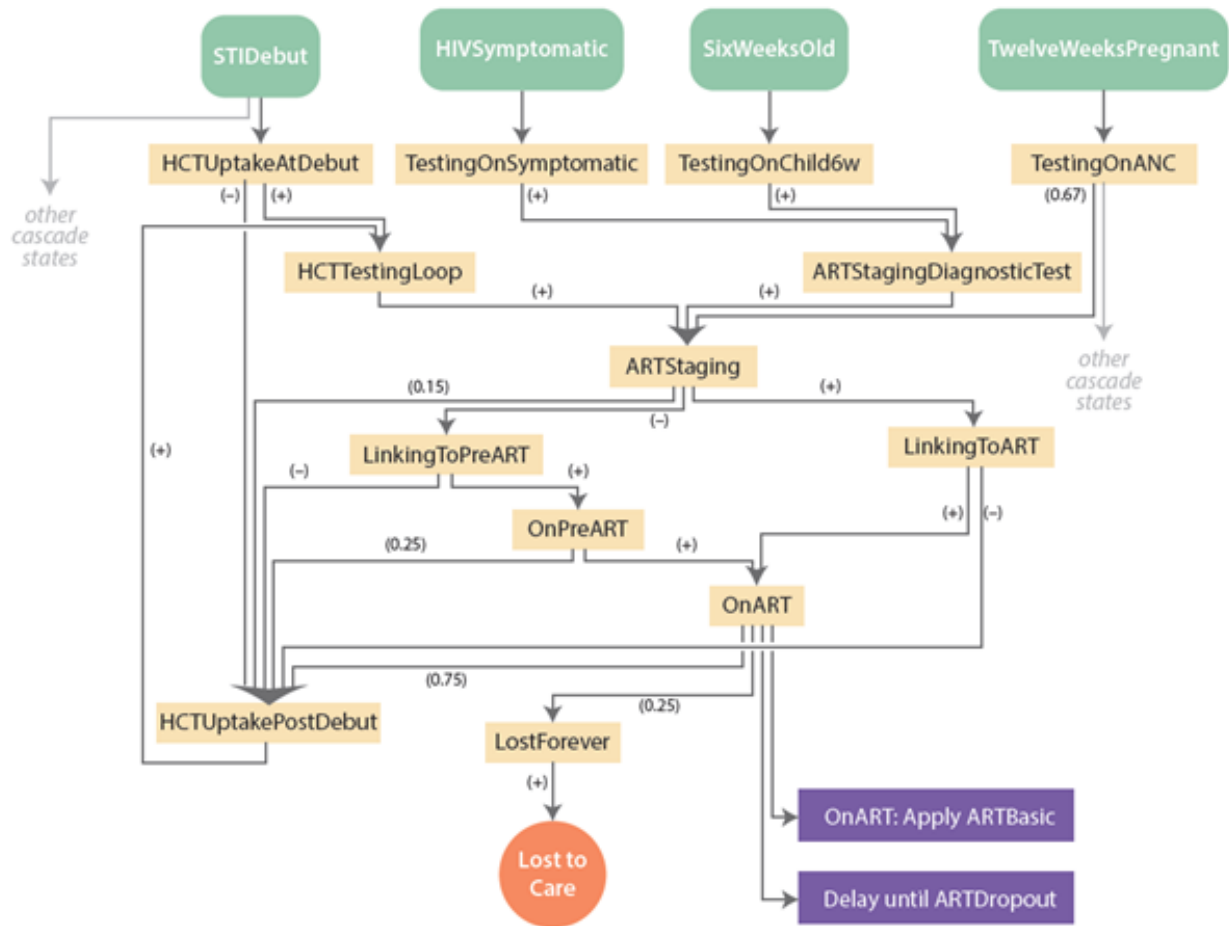 STIDebut
HIVSymptomatic
SixWeeksOld
TwelveWeeksPregnant
HCTUptakeAtDebut
TestingOnSymptomatic
TestingOnChild6w
TestingOnANC
(–)
(+)
(+)
(+)
(0.67)
other
cascade
states
HCTTestingLoop
ARTStagingDiagnosticTest
(+)
(+)
ARTStaging
other
cascade
states
(0.15)
(–)
(+)
(+)
LinkingToPreART
LinkingToART
(–)
(+)
OnPreART
(+)
(–)
(0.25)
(+)
OnART
(0.75)
(0.25)
HCTUptakePostDebut
LostForever
(+)
OnART: Apply ARTBasic
Lost to
Care
Delay until ARTDropout